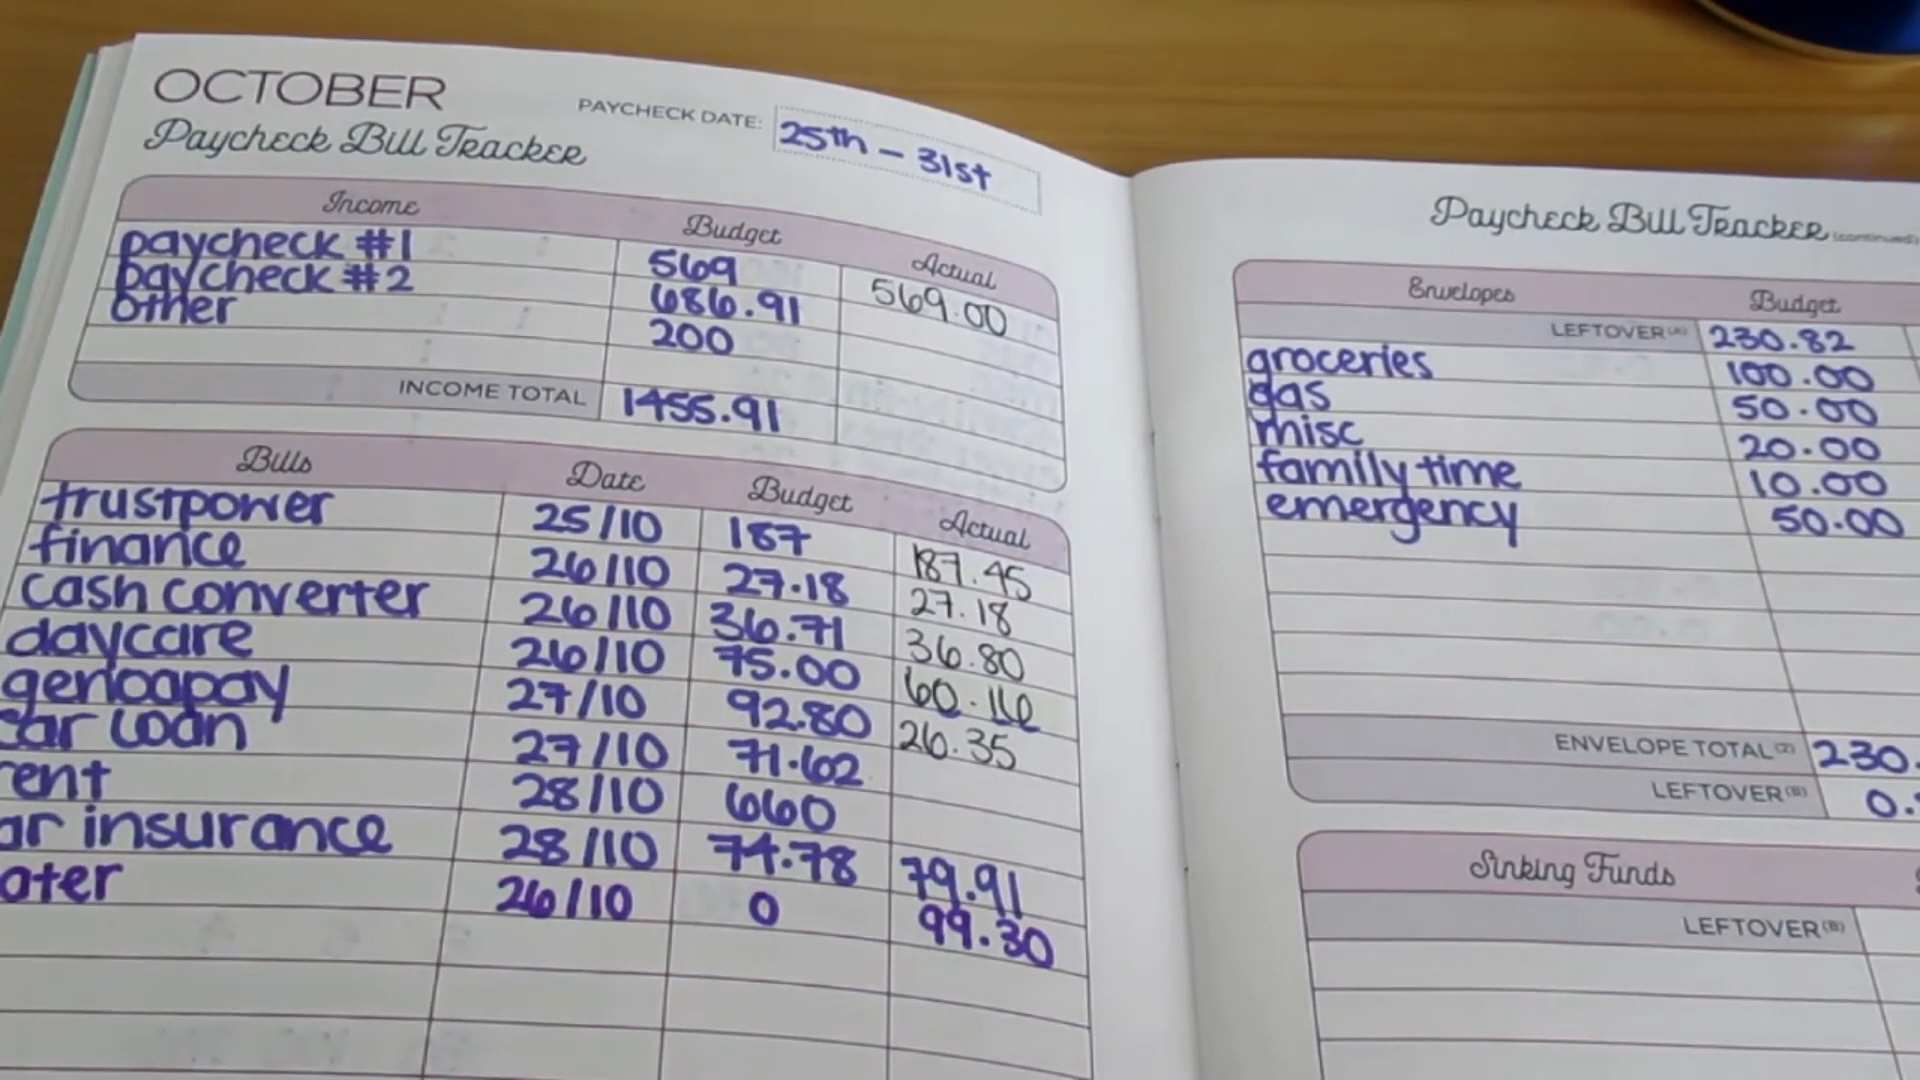 OCTOBER
Paycheck Bill Tracker
PAYCHECK DATE: 25th - 31st
Income Budget Actual
paycheck #1 569 569.00
paycheck #2 686.91
other 200
INCOME TOTAL 1455.91
Bills Date Budget Actual
trustpower 25/10 187 187.45
finance 26/10 27.18 27.18
cash converter 26/10 36.71 36.80
daycare 26/10 75.00 60.16
genoapay 27/10 92.80 26.35
car loan 27/10 71.62
rent 28/10 660
ar insurance 28/10 74.78 79.91
ater 26/10 0 99.30
Paycheck Bill Tracker (continued)
Envelopes Budget
LEFTOVER (A) 230.82
groceries 100.00
gas 50.00
misc 20.00
family time 10.00
emergency 50.00
ENVELOPE TOTAL (2) 230.
LEFTOVER (B) 0.
Sinking Funds
LEFTOVER (B)